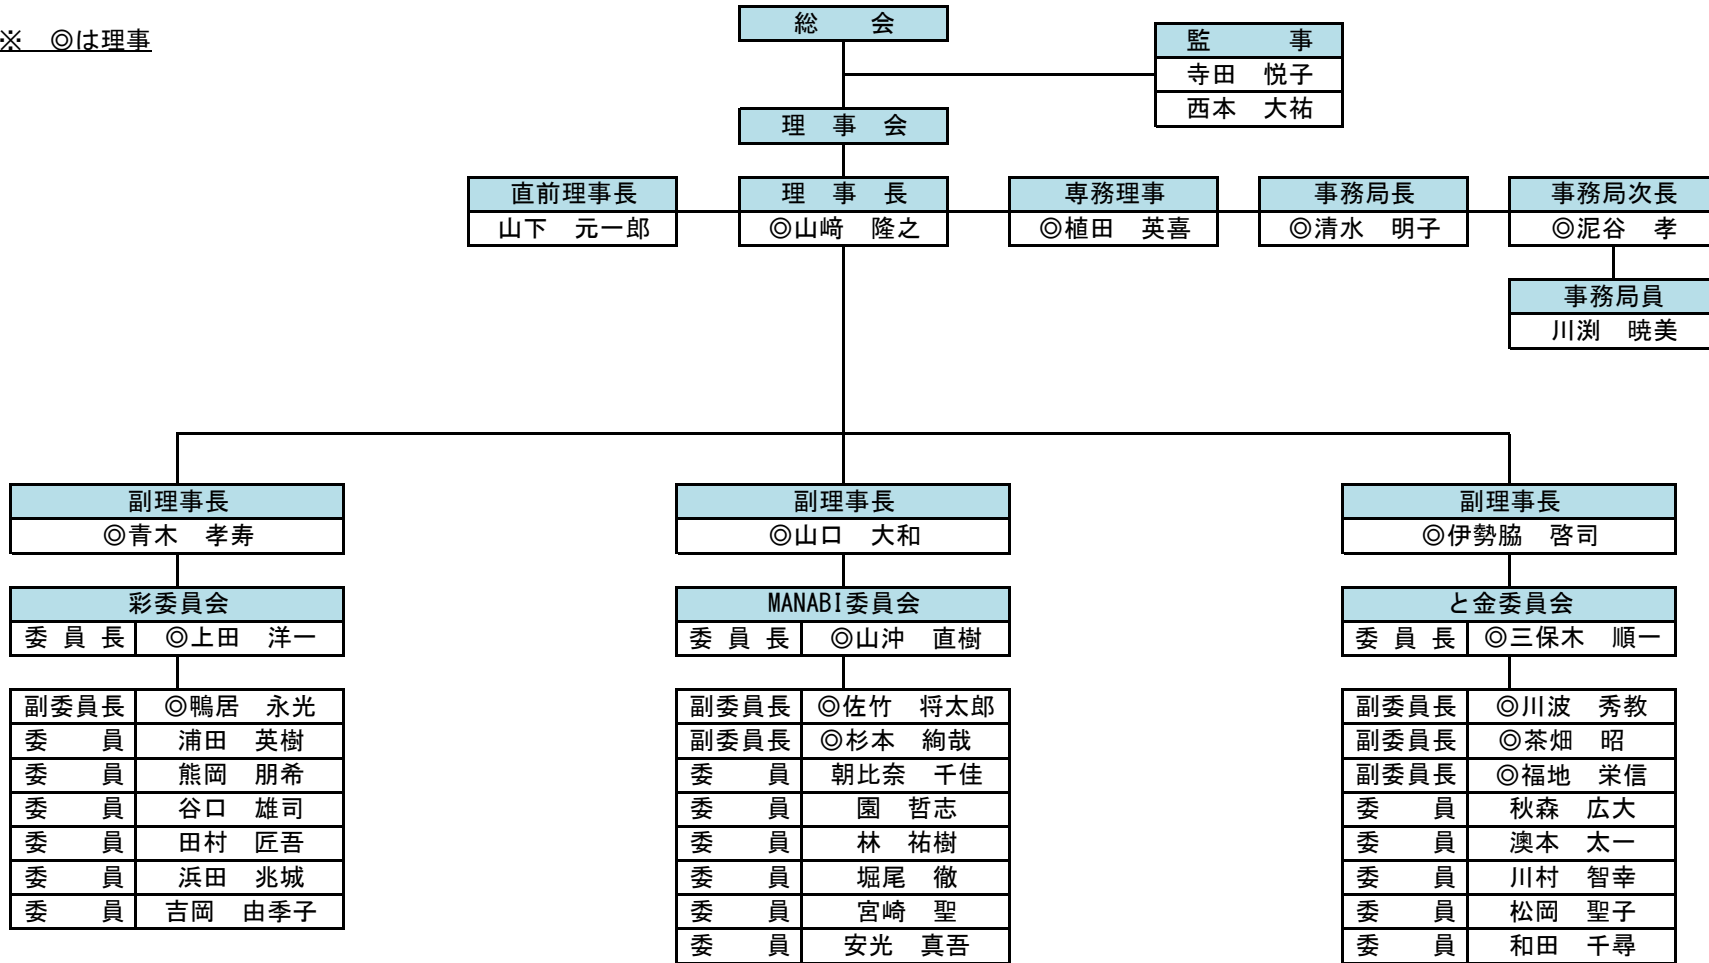 ※　◎は理事
総　　会
監　　　事
寺田　悦子
西本　大祐
理　事　会
直前理事長
山下　元一郎
理　事　長
◎山﨑　隆之
専務理事
◎植田　英喜
事務局長
◎清水　明子
事務局次長
◎泥谷　孝
事務局員
川渕　暁美
副理事長
◎青木　孝寿
彩委員会
委 員 長　◎上田　洋一
副委員長　◎鴨居　永光
委　　員　浦田　英樹
委　　員　熊岡　朋希
委　　員　谷口　雄司
委　　員　田村　匠吾
委　　員　浜田　兆城
委　　員　吉岡　由季子
副理事長
◎山口　大和
MANABI委員会
委 員 長　◎山沖　直樹
副委員長　◎佐竹　将太郎
副委員長　◎杉本　絢哉
委　　員　朝比奈　千佳
委　　員　園　哲志
委　　員　林　祐樹
委　　員　堀尾　徹
委　　員　宮崎　聖
委　　員　安光　真吾
副理事長
◎伊勢脇　啓司
と金委員会
委 員 長　◎三保木　順一
副委員長　◎川波　秀教
副委員長　◎茶畑　昭
副委員長　◎福地　栄信
委　　員　秋森　広大
委　　員　澳本　太一
委　　員　川村　智幸
委　　員　松岡　聖子
委　　員　和田　千尋